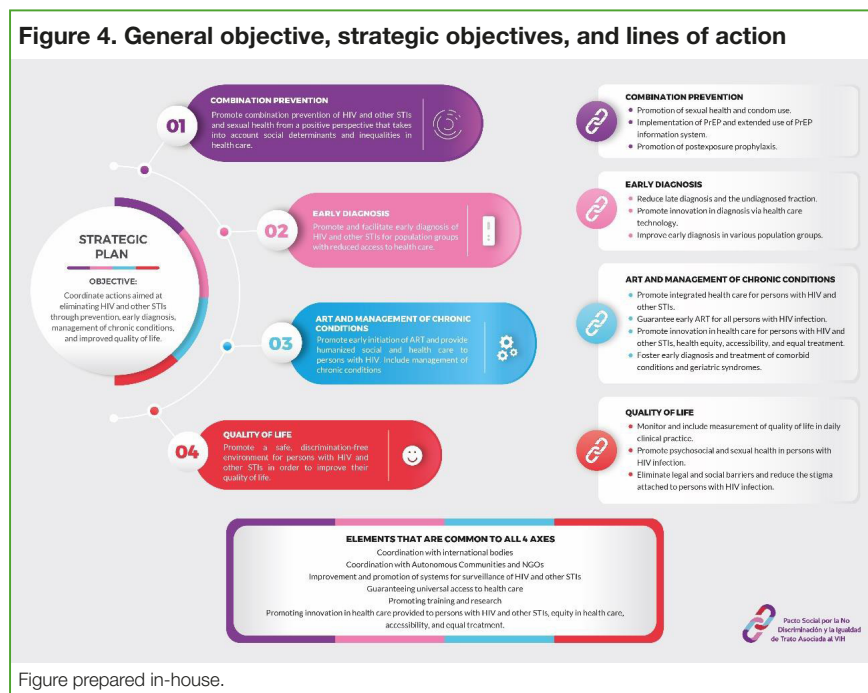 Figure 4. General objective, strategic objectives, and lines of action
01
COMBINATION PREVENTION
Promote combination prevention of HIV and other STIs
and sexual health from a positive perspective that takes
into account social determinants and inequalities in
health care.
02
EARLY DIAGNOSIS
Promote and facilitate early diagnosis of
HIV and other STIs for population groups
with reduced access to health care.
STRATEGIC
PLAN
OBJECTIVE:
Coordinate actions aimed at
eliminating HIV and other STIs
through prevention, early diagnosis,
management of chronic conditions,
and improved quality of life.
03
ART AND MANAGEMENT OF CHRONIC
CONDITIONS
Promote early initiation of ART and provide
humanized social and health care to
persons with HIV. Include management of
chronic conditions
04
QUALITY OF LIFE
Promote a safe, discrimination-free
environment for persons with HIV and
other STIs in order to improve their
quality of life.
COMBINATION PREVENTION
• Promotion of sexual health and condom use.
• Implementation of PrEP and extended use of PrEP
information system.
• Promotion of postexposure prophylaxis.
EARLY DIAGNOSIS
• Reduce late diagnosis and the undiagnosed fraction.
• Promote innovation in diagnosis via health care
technology.
• Improve early diagnosis in various population groups.
ART AND MANAGEMENT OF CHRONIC CONDITIONS
• Promote integrated health care for persons with HIV and
other STIs.
• Guarantee early ART for all persons with HIV infection.
• Promote innovation in health care for persons with HIV and
other STIs, health equity, accessibility, and equal treatment.
• Foster early diagnosis and treatment of comorbid
conditions and geriatric syndromes.
QUALITY OF LIFE
• Monitor and include measurement of quality of life in daily
clinical practice.
• Promote psychosocial and sexual health in persons with
HIV infection.
• Eliminate legal and social barriers and reduce the stigma
attached to persons with HIV infection.
ELEMENTS THAT ARE COMMON TO ALL 4 AXES
Coordination with international bodies
Coordination with Autonomous Communities and NGOs
Improvement and promotion of systems for surveillance of HIV and other STIs
Guaranteeing universal access to health care
Promoting training and research
Promoting innovation in health care provided to persons with HIV and other STIs, equity in health care,
accessibility, and equal treatment.
Pacto Social por la No
Discriminación y la Igualdad
de Trato Asociada al VIH
Figure prepared in-house.